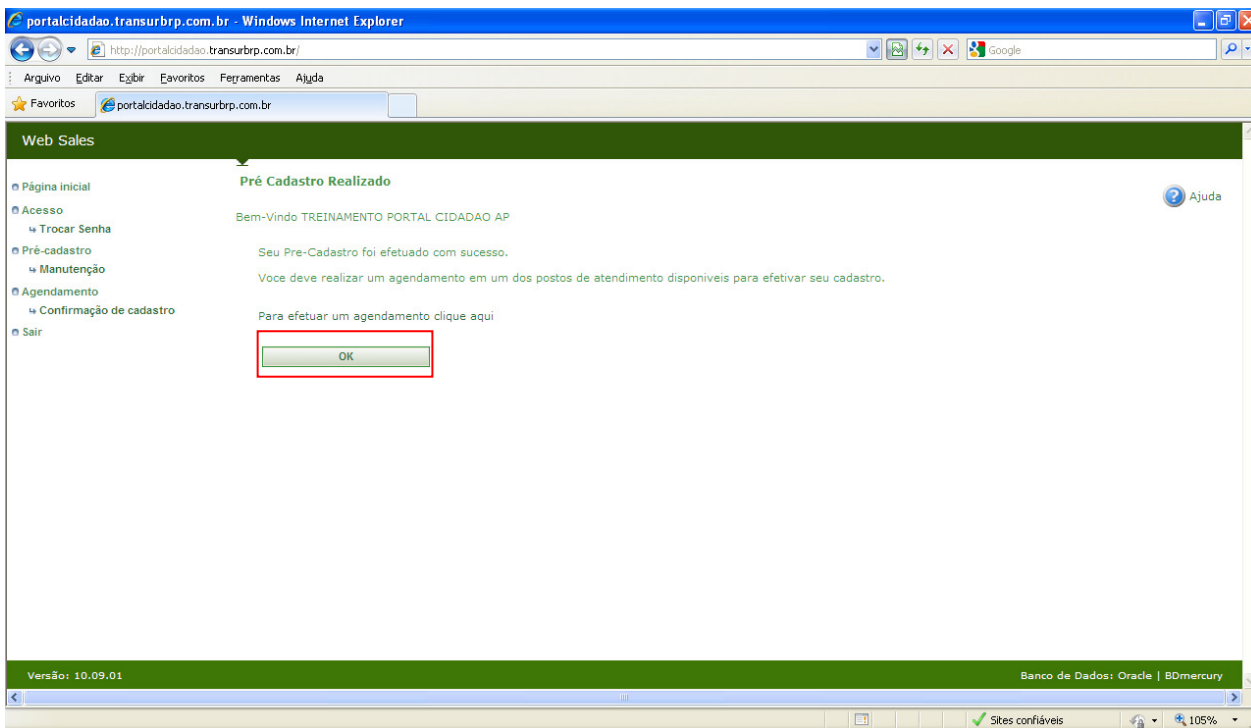 portalcidadao.transurbrp.com.br - Windows Internet Explorer
http://portalcidadao.transurbrp.com.br/
Google
Arquivo Editar Exibir Favoritos Ferramentas Ajuda
Favoritos portalcidadao.transurbrp.com.br
Web Sales
Pré Cadastro Realizado
Ajuda
Bem-Vindo TREINAMENTO PORTAL CIDADAO AP
Seu Pre-Cadastro foi efetuado com sucesso.
Voce deve realizar um agendamento em um dos postos de atendimento disponiveis para efetivar seu cadastro.
Para efetuar um agendamento clique aqui
OK
Página inicial
Acesso
Trocar Senha
Pré-cadastro
Manutenção
Agendamento
Confirmação de cadastro
Sair
Versão: 10.09.01
Banco de Dados: Oracle | BDmercury
Sites confiáveis
105%